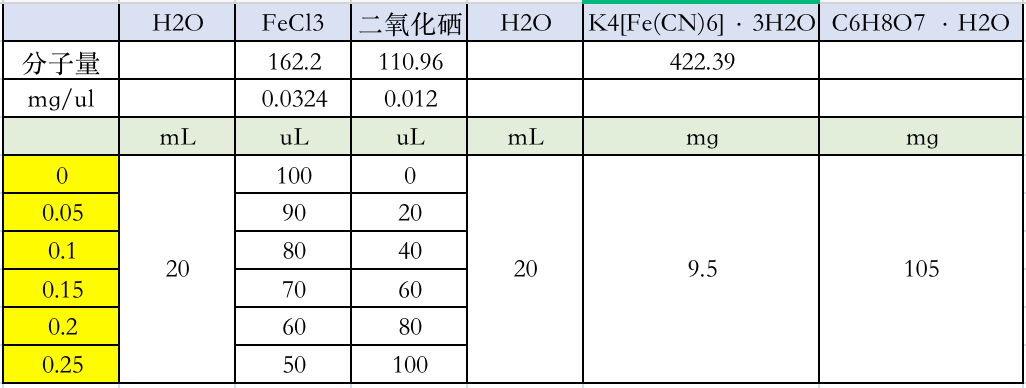 H2O FeCl3 二氧化硒 H2O K4[Fe(CN)6] · 3H2O C6H8O7 · H2O
分子量 162.2 110.96 422.39
mg/ul 0.0324 0.012
mL uL uL mL mg mg
0 100 0
0.05 90 20
0.1 80 40
20 20 9.5 105
0.15 70 60
0.2 60 80
0.25 50 100